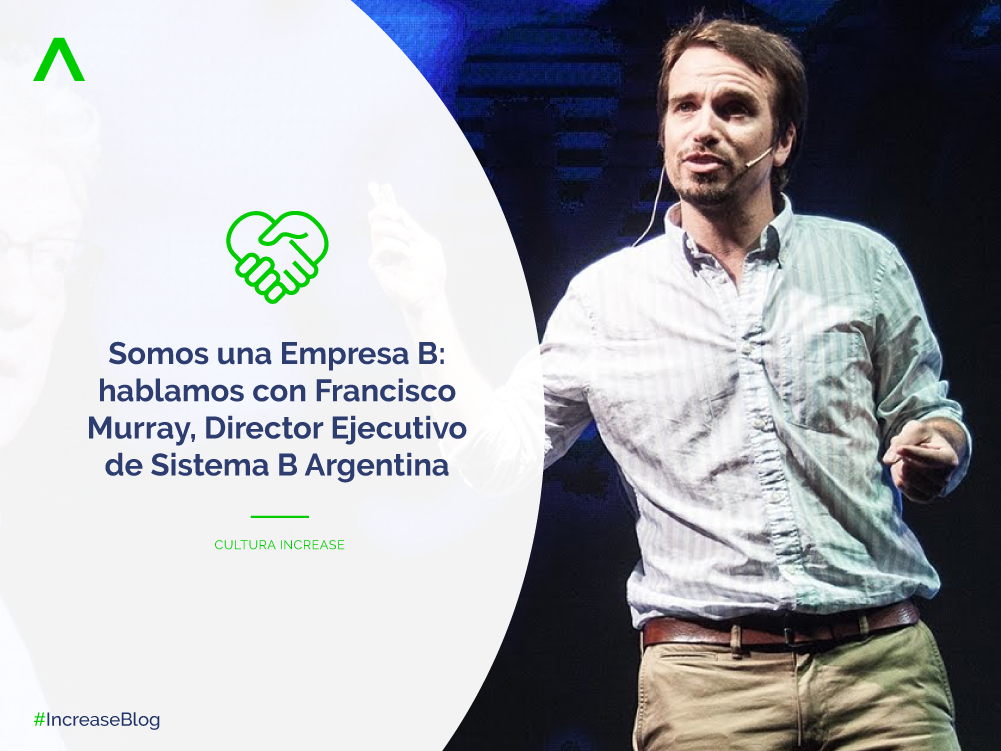 Somos una Empresa B:
hablamos con Francisco
Murray, Director Ejecutivo
de Sistema B Argentina
CULTURA INCREASE
#IncreaseBlog